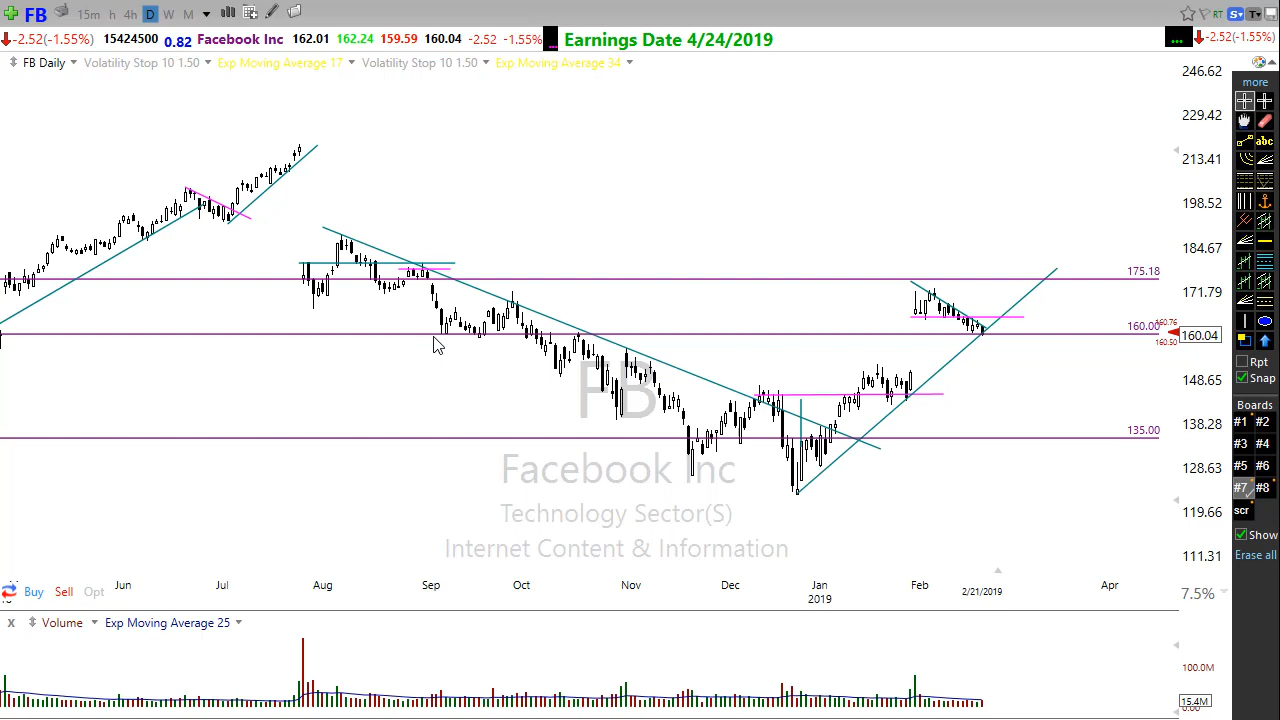 FB 15m h 4h D W M RT S T
-2.52(-1.55%) 15424500 0.82 Facebook Inc 162.01 162.24 159.59 160.04 -2.52 -1.55% ... Earnings Date 4/24/2019 ... -2.52(-1.55%)
FB Daily Volatility Stop 10 1.50 Exp Moving Average 17 Volatility Stop 10 1.50 Exp Moving Average 34
246.62
more
229.42
abc
213.41
198.52
184.67
175.18
171.79
160.00 160.76
160.04
160.50
Rpt
Snap
148.65
FB
Boards
#1 #2
138.28
135.00
#3 #4
Facebook Inc
128.63
#5 #6
#7 #8
Technology Sector(S)
119.66
scr
Show
Internet Content & Information
111.31
Erase all
Buy Sell Opt
Jun Jul Aug Sep Oct Nov Dec Jan Feb 2/21/2019 Apr
2019
7.5%
x Volume Exp Moving Average 25
100.0M
15.4M